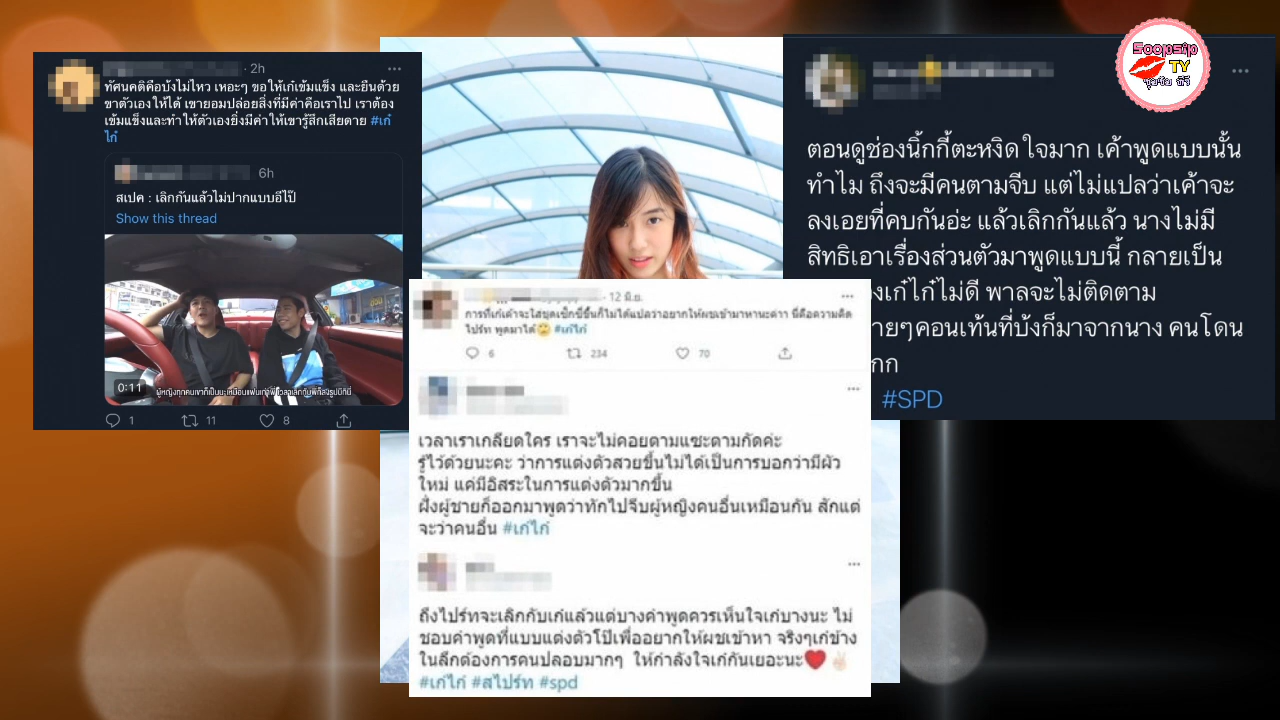 · 2h
ทัศนคติคือบ้งไม่ไหว เหอะๆ ขอให้เก๋เข้มแข็ง และยืนด้วย
ขาตัวเองให้ได้ เขายอมปล่อยสิ่งที่มีค่าคือเราไป เราต้อง
เข้มแข็งและทำให้ตัวเองยิ่งมีค่าให้เขารู้สึกเสียดาย #เก๋
ไก๋
6h
สเปค : เลิกกันแล้วไม่ปากแบบอีไป๊
Show this thread
0:11
1 11 8
Soopsip
TY
ซุบซิบ ทีวี
ตอนดูช่องนิ้กกี้ตะหงิดใจมาก เค้าพูดแบบนั้น
ทำไม ถึงจะมีคนตามจีบ แต่ไม่แปลว่าเค้าจะ
ลงเอยที่คบกันอ่ะ แล้วเลิกกันแล้ว นางไม่มี
สิทธิเอาเรื่องส่วนตัวมาพูดแบบนี้ กลายเป็น
งเก๋ไก๋ไม่ดี พาลจะไม่ติดตาม
ายๆคอนเท้นที่บ้งก็มาจากนาง คนโดน
กก
#SPD
· 12 มิ.ย.
การที่เก๋เค้าจะใส่ชุดเซ็กซี่ขึ้นก็ไม่ได้แปลว่าอยากให้ผชเข้ามาหานะค่าา นี่คือความคิด
ไปร์ท พูดมาได้🙄 #เก๋ไก๋
6 234 70
เวลาเราเกลียดใคร เราจะไม่คอยตามแซะตามกัดค่ะ
รู้ไว้ด้วยนะคะ ว่าการแต่งตัวสวยขึ้นไม่ได้เป็นการบอกว่ามีผัว
ใหม่ แค่มีอิสระในการแต่งตัวมากขึ้น
ฝั่งผู้ชายก็ออกมาพูดว่าทักไปจีบผู้หญิงคนอื่นเหมือนกัน สักแต่
จะว่าคนอื่น #เก๋ไก๋
ถึงไปร์ทจะเลิกกับเก๋แล้วแต่บางคำพูดควรเห็นใจเก๋บางนะ ไม่
ชอบคำพูดที่แบบแต่งตัวโป๊เพื่ออยากให้ผชเข้าหา จริงๆเก๋ข้าง
ในลึกต้องการคนปลอบมากๆ ให้กำลังใจเก๋กันเยอะนะ❤️✌🏻
#เก๋ไก๋ #สไปร์ท #spd